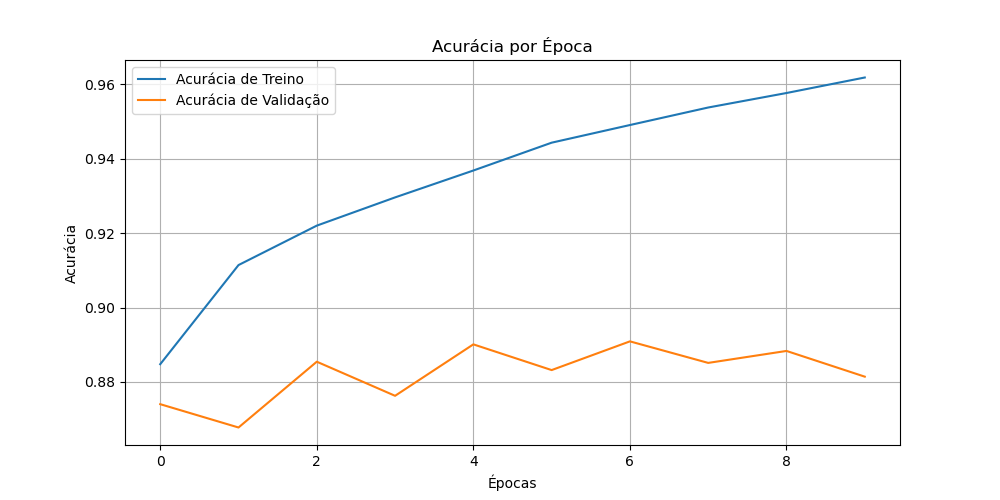 Acurácia por Época
Acurácia de Treino
Acurácia de Validação
Acurácia
0.96
0.94
0.92
0.90
0.88
0
2
4
6
8
Épocas